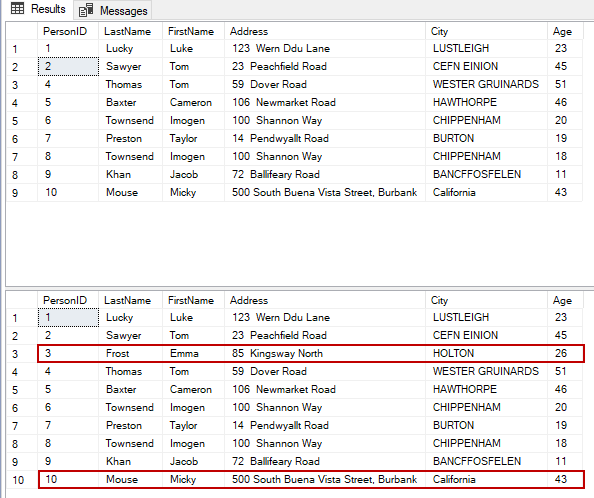 Results Messages
PersonID LastName FirstName Address City Age
1 1 Lucky Luke 123 Wern Ddu Lane LUSTLEIGH 23
2 2 Sawyer Tom 23 Peachfield Road CEFN EINION 45
3 4 Thomas Tom 59 Dover Road WESTER GRUINARDS 51
4 5 Baxter Cameron 106 Newmarket Road HAWTHORPE 46
5 6 Townsend Imogen 100 Shannon Way CHIPPENHAM 20
6 7 Preston Taylor 14 Pendwyallt Road BURTON 19
7 8 Townsend Imogen 100 Shannon Way CHIPPENHAM 18
8 9 Khan Jacob 72 Ballifeary Road BANCFFOSFELEN 11
9 10 Mouse Micky 500 South Buena Vista Street, Burbank California 43
PersonID LastName FirstName Address City Age
1 1 Lucky Luke 123 Wern Ddu Lane LUSTLEIGH 23
2 2 Sawyer Tom 23 Peachfield Road CEFN EINION 45
3 3 Frost Emma 85 Kingsway North HOLTON 26
4 4 Thomas Tom 59 Dover Road WESTER GRUINARDS 51
5 5 Baxter Cameron 106 Newmarket Road HAWTHORPE 46
6 6 Townsend Imogen 100 Shannon Way CHIPPENHAM 20
7 7 Preston Taylor 14 Pendwyallt Road BURTON 19
8 8 Townsend Imogen 100 Shannon Way CHIPPENHAM 18
9 9 Khan Jacob 72 Ballifeary Road BANCFFOSFELEN 11
10 10 Mouse Micky 500 South Buena Vista Street, Burbank California 43